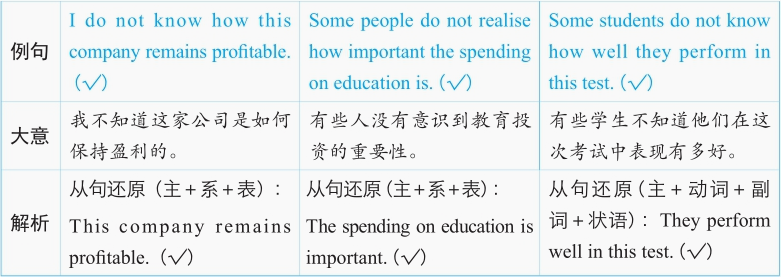 例句
I do not know how this
company remains profitable.
(√)
Some people do not realise
how important the spending
on education is. (√)
Some students do not know
how well they perform in
this test. (√)
大意
我不知道这家公司是如何
保持盈利的。
有些人没有意识到教育投
资的重要性。
有些学生不知道他们在这
次考试中表现有多好。
解析
从句还原（主+系+表）：
This company remains
profitable. (√)
从句还原（主+系+表）：
The spending on education is
important. (√)
从句还原（主+动词+副
词+状语）：They perform
well in this test. (√)